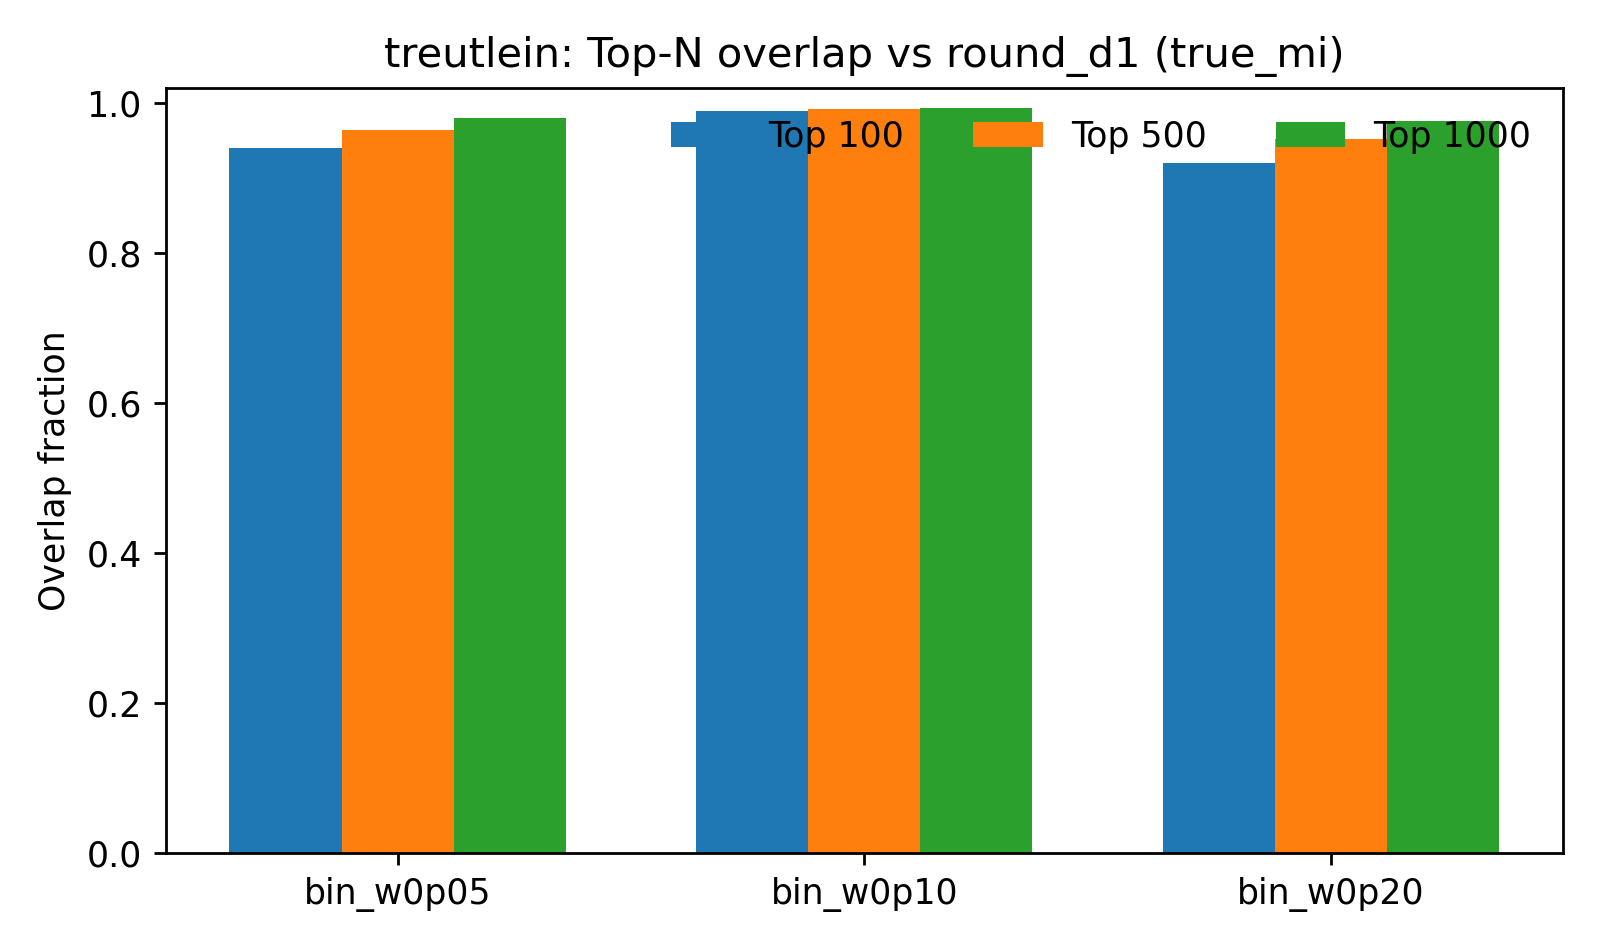 treutlein: Top-N overlap vs round_d1 (true_mi)
Top 100
Top 500
Top 1000
Overlap fraction
1.0
0.8
0.6
0.4
0.2
0.0
bin_w0p05
bin_w0p10
bin_w0p20